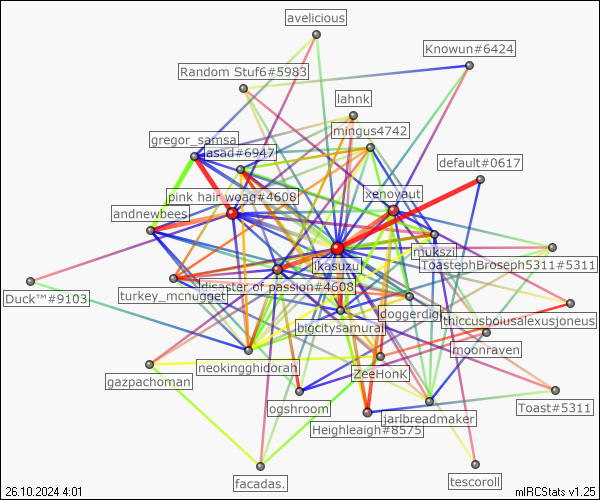 avelicious
Knowun#6424
Random Stuf6#5983
lahnk
mingus4742
gregor_samsa
asad#6947
default#0617
pink hair woag#4608
xenoyaut
andnewbees
mukszi
ikasuzu
ToastephBroseph5311#5311
disaster of passion#4608
Duck™#9103
turkey_mcnugget
doggerdigi
thiccusboiusalexusjoneus
bigcitysamurai
moonraven
neokingghidorah
ZeeHonK
gazpachoman
ogshroom
jarlbreadmaker
Toast#5311
Heighleaigh#8575
facadas.
tescoroll
26.10.2024 4:01
mIRCStats v1.25